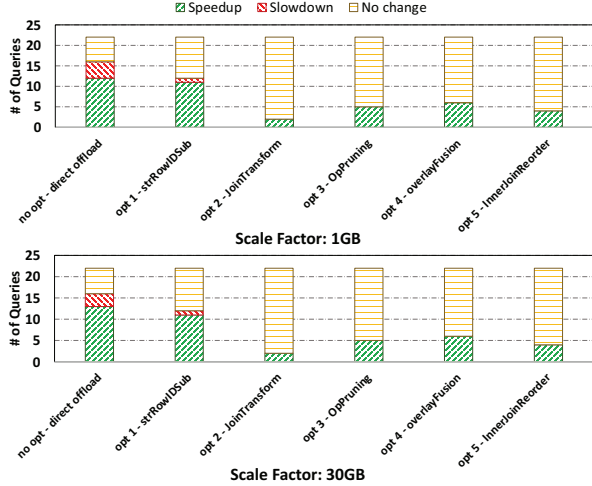 Speedup Slowdown No change
25
20
15
10
5
0
# of Queries
no opt - direct offload
opt 1 - strRowIDSub
opt 2 - JoinTransform
opt 3 - OpPruning
opt 4 - overlayFusion
opt 5 - InnerJoinReorder
Scale Factor: 1GB
25
20
15
10
5
0
# of Queries
no opt - direct offload
opt 1 - strRowIDSub
opt 2 - JoinTransform
opt 3 - OpPruning
opt 4 - overlayFusion
opt 5 - InnerJoinReorder
Scale Factor: 30GB